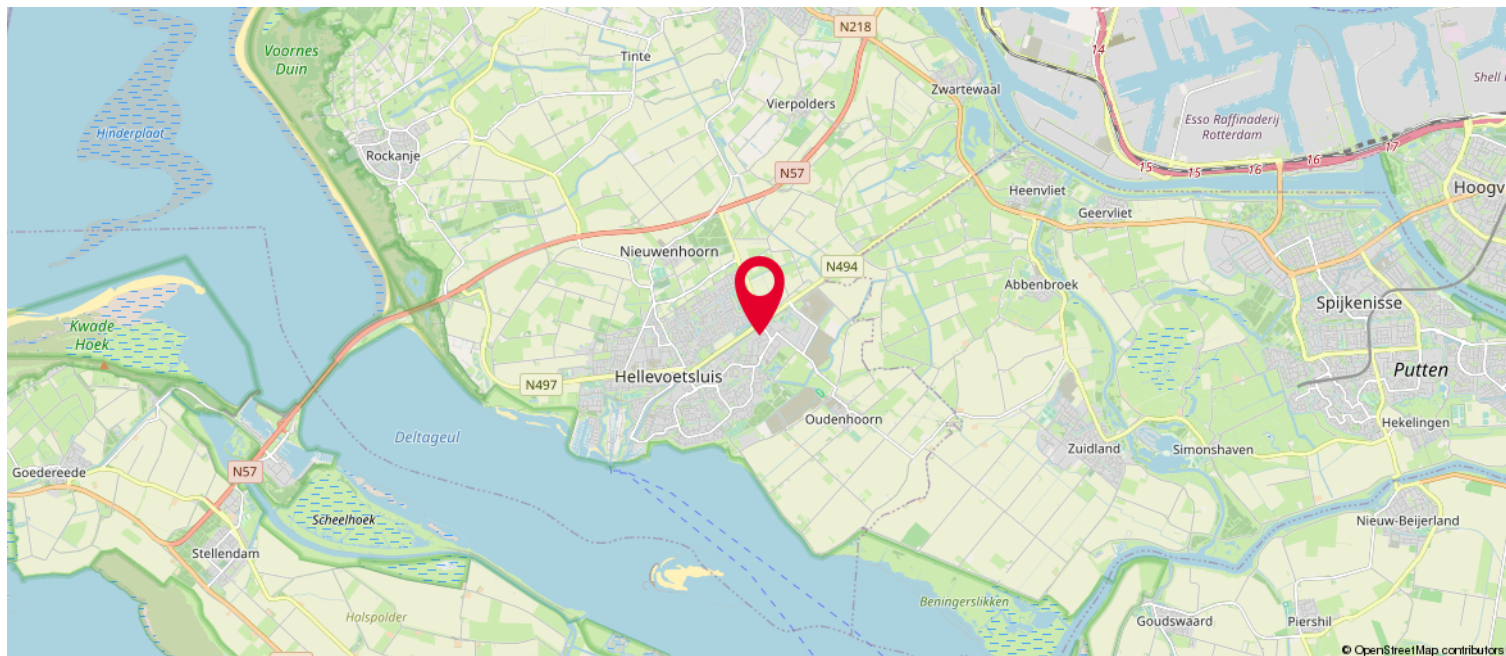 N218
14
Voornes
Duin
Tinte
Shell
Zwartewaal
Vierpolders
Hinderplaat
Esso Raffinaderij
Rotterdam
Rockanje
17
16
15
15
16
N57
Heenvliet
Hoogv
Geervliet
Nieuwenhoorn
N494
Abbenbroek
Spijkenisse
Kwade
Hoek
Hellevoetsluis
Putten
N497
Oudenhoorn
Hekelingen
Deltageul
Zuidland
Simonshaven
Goedereede
N57
Scheelhoek
Nieuw-Beijerland
Stellendam
Beningerslikken
Halspolder
Goudswaard
Piershil
© OpenStreetMap contributors